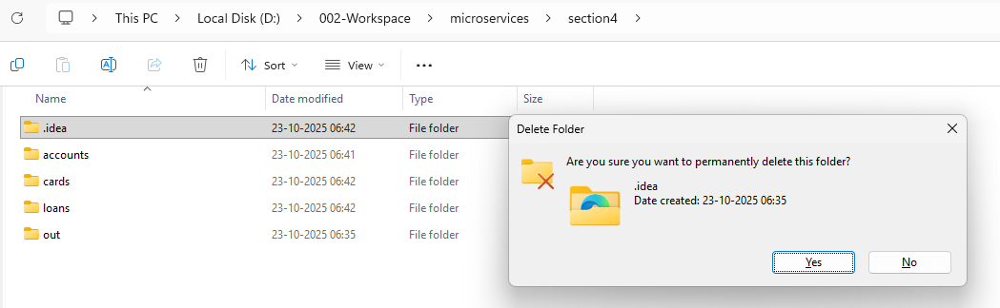 This PC > Local Disk (D:) > 002-Workspace > microservices > section4 >
Sort View ...
Name Date modified Type Size
.idea 23-10-2025 06:42 File folder
accounts 23-10-2025 06:41 File folder
cards 23-10-2025 06:42 File folder
loans 23-10-2025 06:42 File folder
out 23-10-2025 06:35 File folder
Delete Folder
Are you sure you want to permanently delete this folder?
.idea
Date created: 23-10-2025 06:35
Yes No